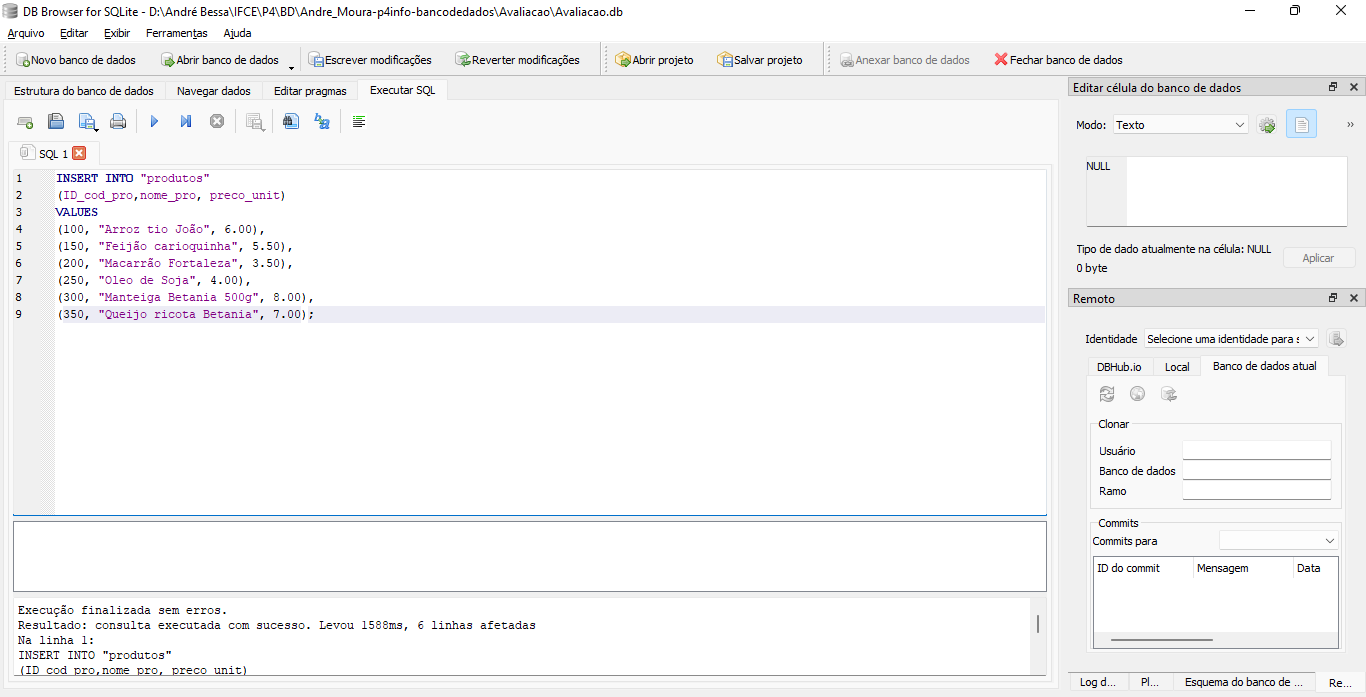 DB Browser for SQLite - D:\André Bessa\IFCE\P4\BD\Andre_Moura-p4info-bancodedados\Avaliacao\Avaliacao.db
Arquivo Editar Exibir Ferramentas Ajuda
Novo banco de dados Abrir banco de dados Escrever modificações Reverter modificações Abrir projeto Salvar projeto Anexar banco de dados Fechar banco de dados
Estrutura do banco de dados Navegar dados Editar pragmas Executar SQL
SQL 1
1 INSERT INTO "produtos"
2 (ID_cod_pro,nome_pro, preco_unit)
3 VALUES
4 (100, "Arroz tio João", 6.00),
5 (150, "Feijão carioquinha", 5.50),
6 (200, "Macarrão Fortaleza", 3.50),
7 (250, "Oleo de Soja", 4.00),
8 (300, "Manteiga Betania 500g", 8.00),
9 (350, "Queijo ricota Betania", 7.00);
Execução finalizada sem erros.
Resultado: consulta executada com sucesso. Levou 1588ms, 6 linhas afetadas
Na linha 1:
INSERT INTO "produtos"
(ID_cod_pro,nome_pro, preco_unit)
Editar célula do banco de dados
Modo: Texto
NULL
Tipo de dado atualmente na célula: NULL
0 byte
Aplicar
Remoto
Identidade Selecione uma identidade para s
DBHub.io Local Banco de dados atual
Clonar
Usuário
Banco de dados
Ramo
Commits
Commits para
ID do commit Mensagem Data
Log d... Pl... Esquema do banco de ... Re...